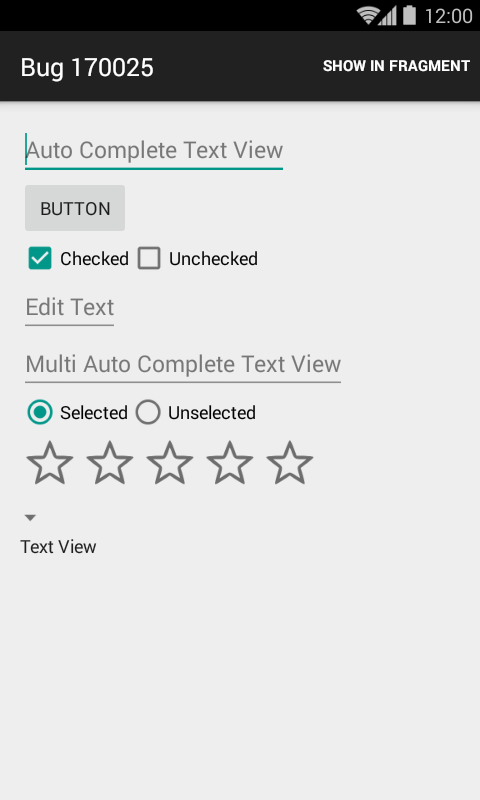 12:00
Bug 170025 SHOW IN FRAGMENT
Auto Complete Text View
BUTTON
Checked Unchecked
Edit Text
Multi Auto Complete Text View
Selected Unselected
Text View